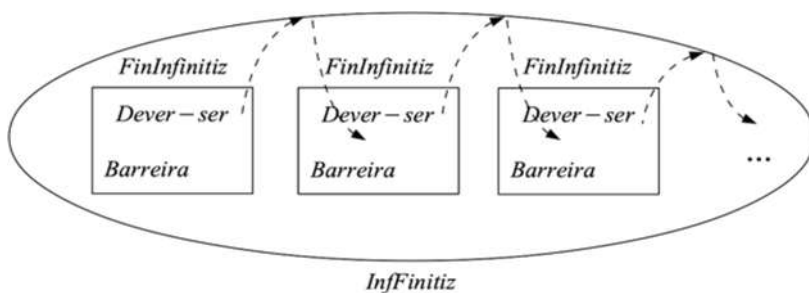 FinInfinitiz FinInfinitiz FinInfinitiz
Dever – ser Dever – ser Dever – ser
Barreira Barreira Barreira
...
InfFinitiz